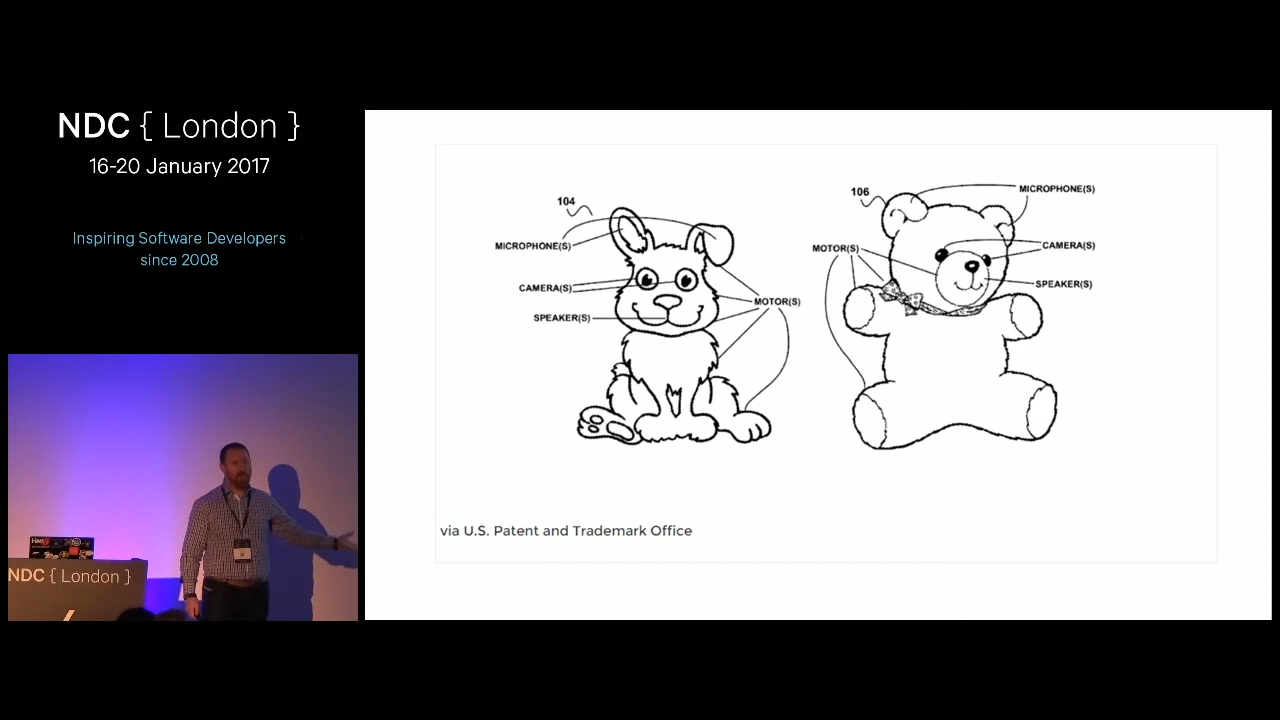 NDC { London }
16-20 January 2017
Inspiring Software Developers
since 2008
NDC { London }
104
MICROPHONE(S)
CAMERA(S)
SPEAKER(S)
MOTOR(S)
106
MICROPHONE(S)
MOTOR(S)
CAMERA(S)
SPEAKER(S)
via U.S. Patent and Trademark Office